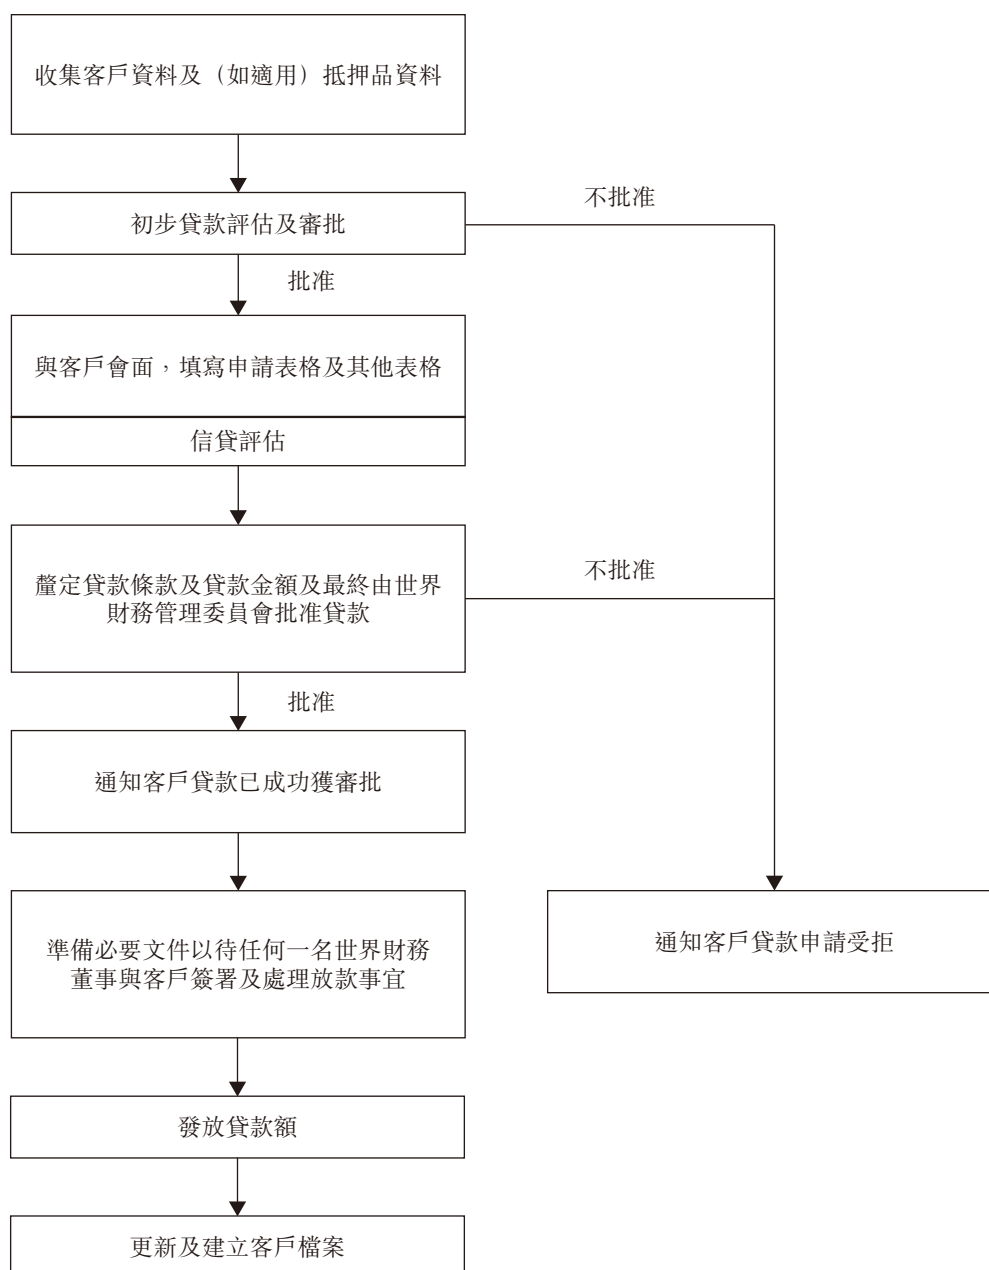 收集客戶資料及（如適用）抵押品資料
不批准
初步貸款評估及審批
批准
與客戶會面，填寫申請表格及其他表格
信貸評估
不批准
釐定貸款條款及貸款金額及最終由世界
財務管理委員會批准貸款
批准
通知客戶貸款已成功獲審批
準備必要文件以待任何一名世界財務
董事與客戶簽署及處理放款事宜
通知客戶貸款申請受拒
發放貸款額
更新及建立客戶檔案